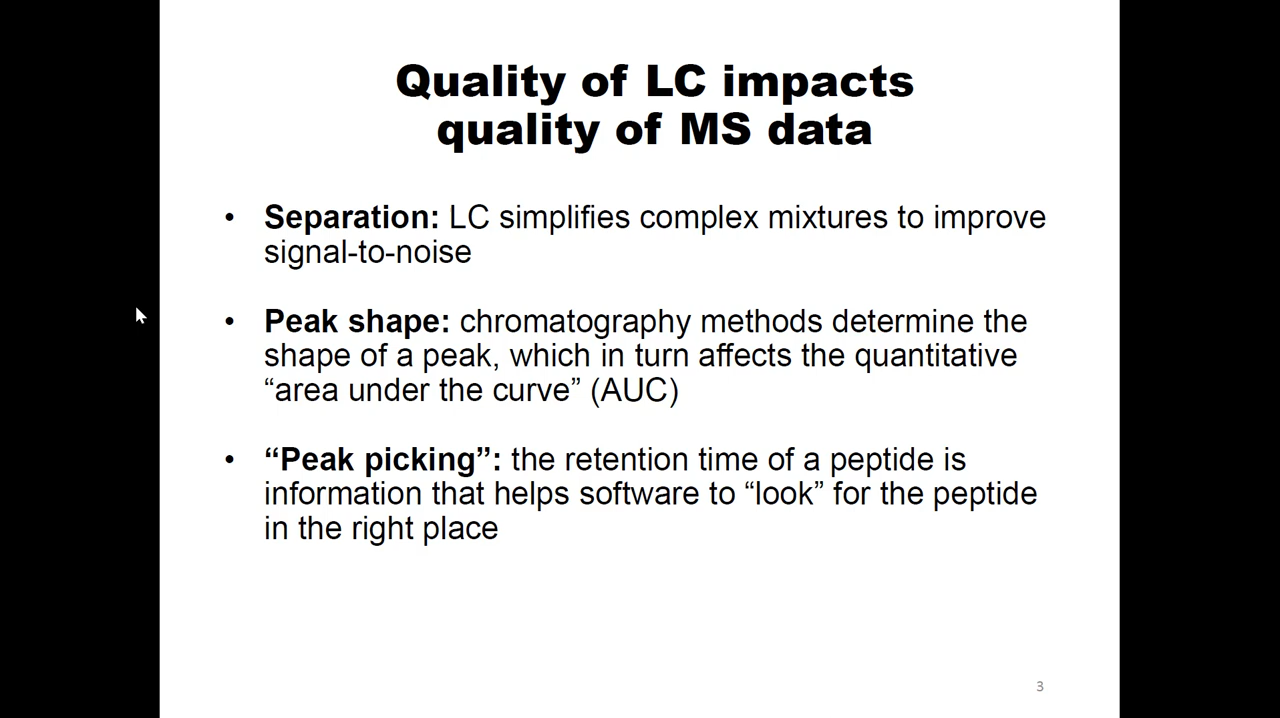 Quality of LC impacts
quality of MS data
• Separation: LC simplifies complex mixtures to improve
signal-to-noise
• Peak shape: chromatography methods determine the
shape of a peak, which in turn affects the quantitative
“area under the curve” (AUC)
• “Peak picking”: the retention time of a peptide is
information that helps software to “look” for the peptide
in the right place
3